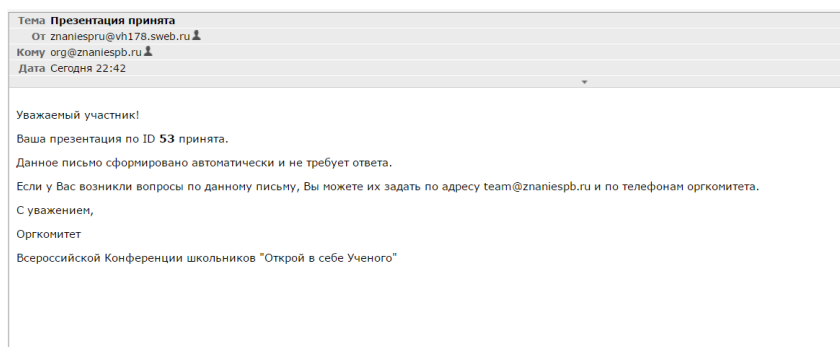 Тема Презентация принята
От znaniespru@vh178.sweb.ru
Кому org@znaniespb.ru
Дата Сегодня 22:42
Уважаемый участник!
Ваша презентация по ID 53 принята.
Данное письмо сформировано автоматически и не требует ответа.
Если у Вас возникли вопросы по данному письму, Вы можете их задать по адресу team@znaniespb.ru и по телефонам оргкомитета.
С уважением,
Оргкомитет
Всероссийской Конференции школьников "Открой в себе Ученого"